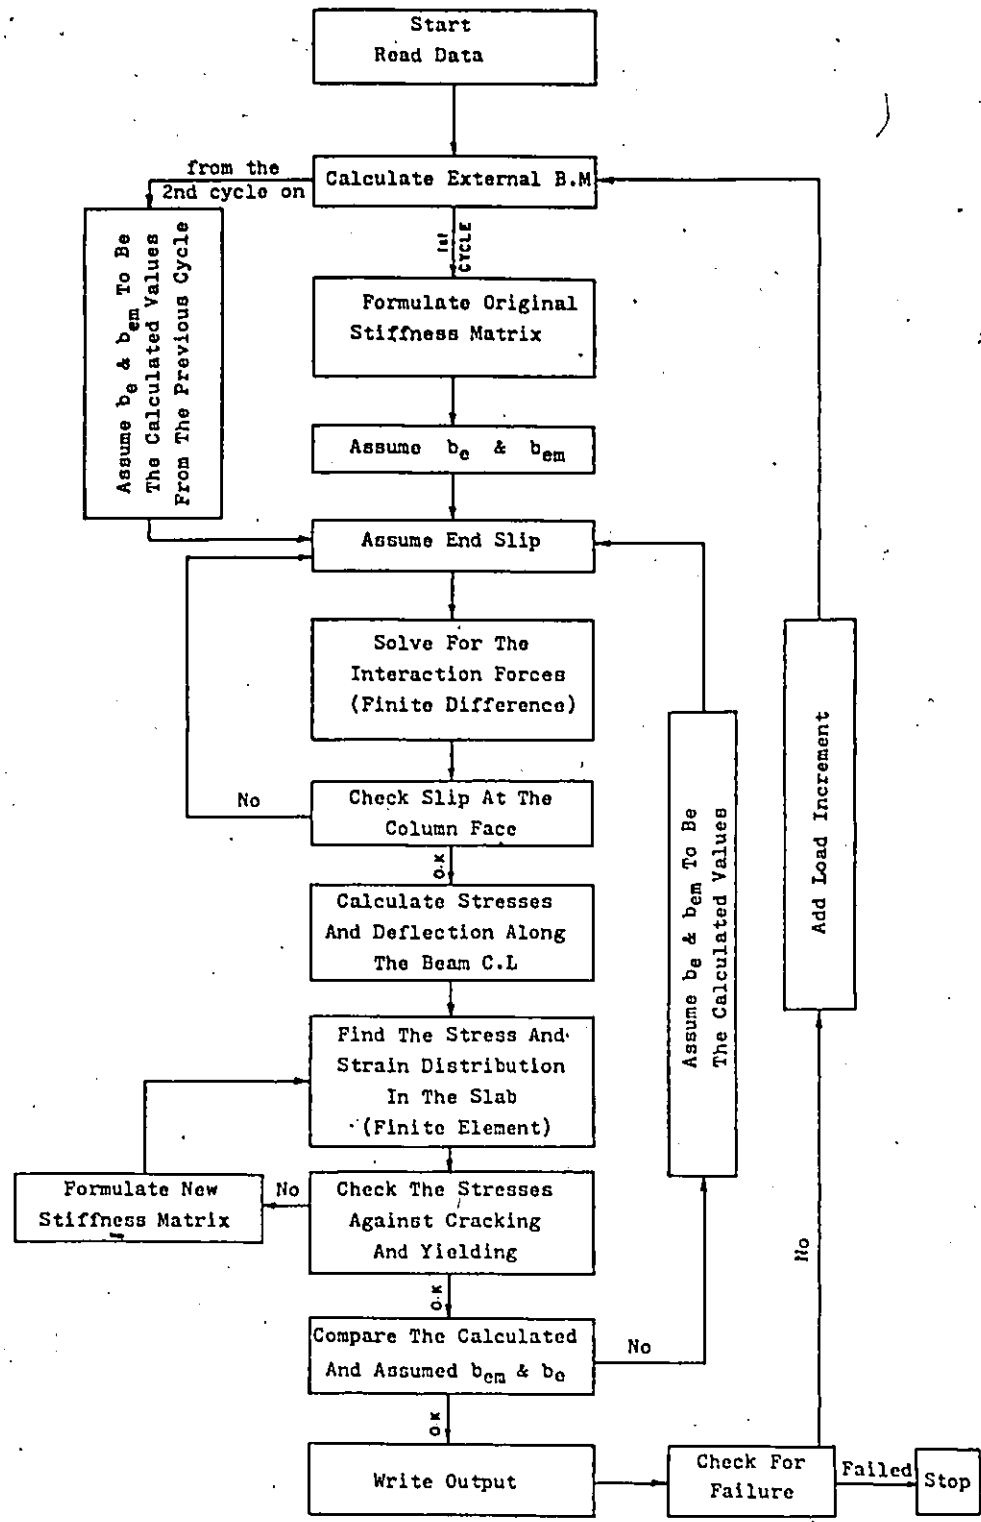 Start
Read Data
Calculate External B.M
from the
2nd cycle on
1st
CYCLE
Assume be & bem To Be
The Calculated Values
From The Previous Cycle
Formulate Original
Stiffness Matrix
Assume be & bem
Assume End Slip
Solve For The
Interaction Forces
(Finite Difference)
Check Slip At The
Column Face
No
O.K
Calculate Stresses
And Deflection Along
The Beam C.L
Find The Stress And
Strain Distribution
In The Slab
(Finite Element)
Formulate New
Stiffness Matrix
No
Check The Stresses
Against Cracking
And Yielding
O.K
Compare The Calculated
And Assumed bem & be
No
Assume be & bem To Be
The Calculated Values
O.K
Write Output
Check For
Failure
No
Add Load Increment
Failed
Stop